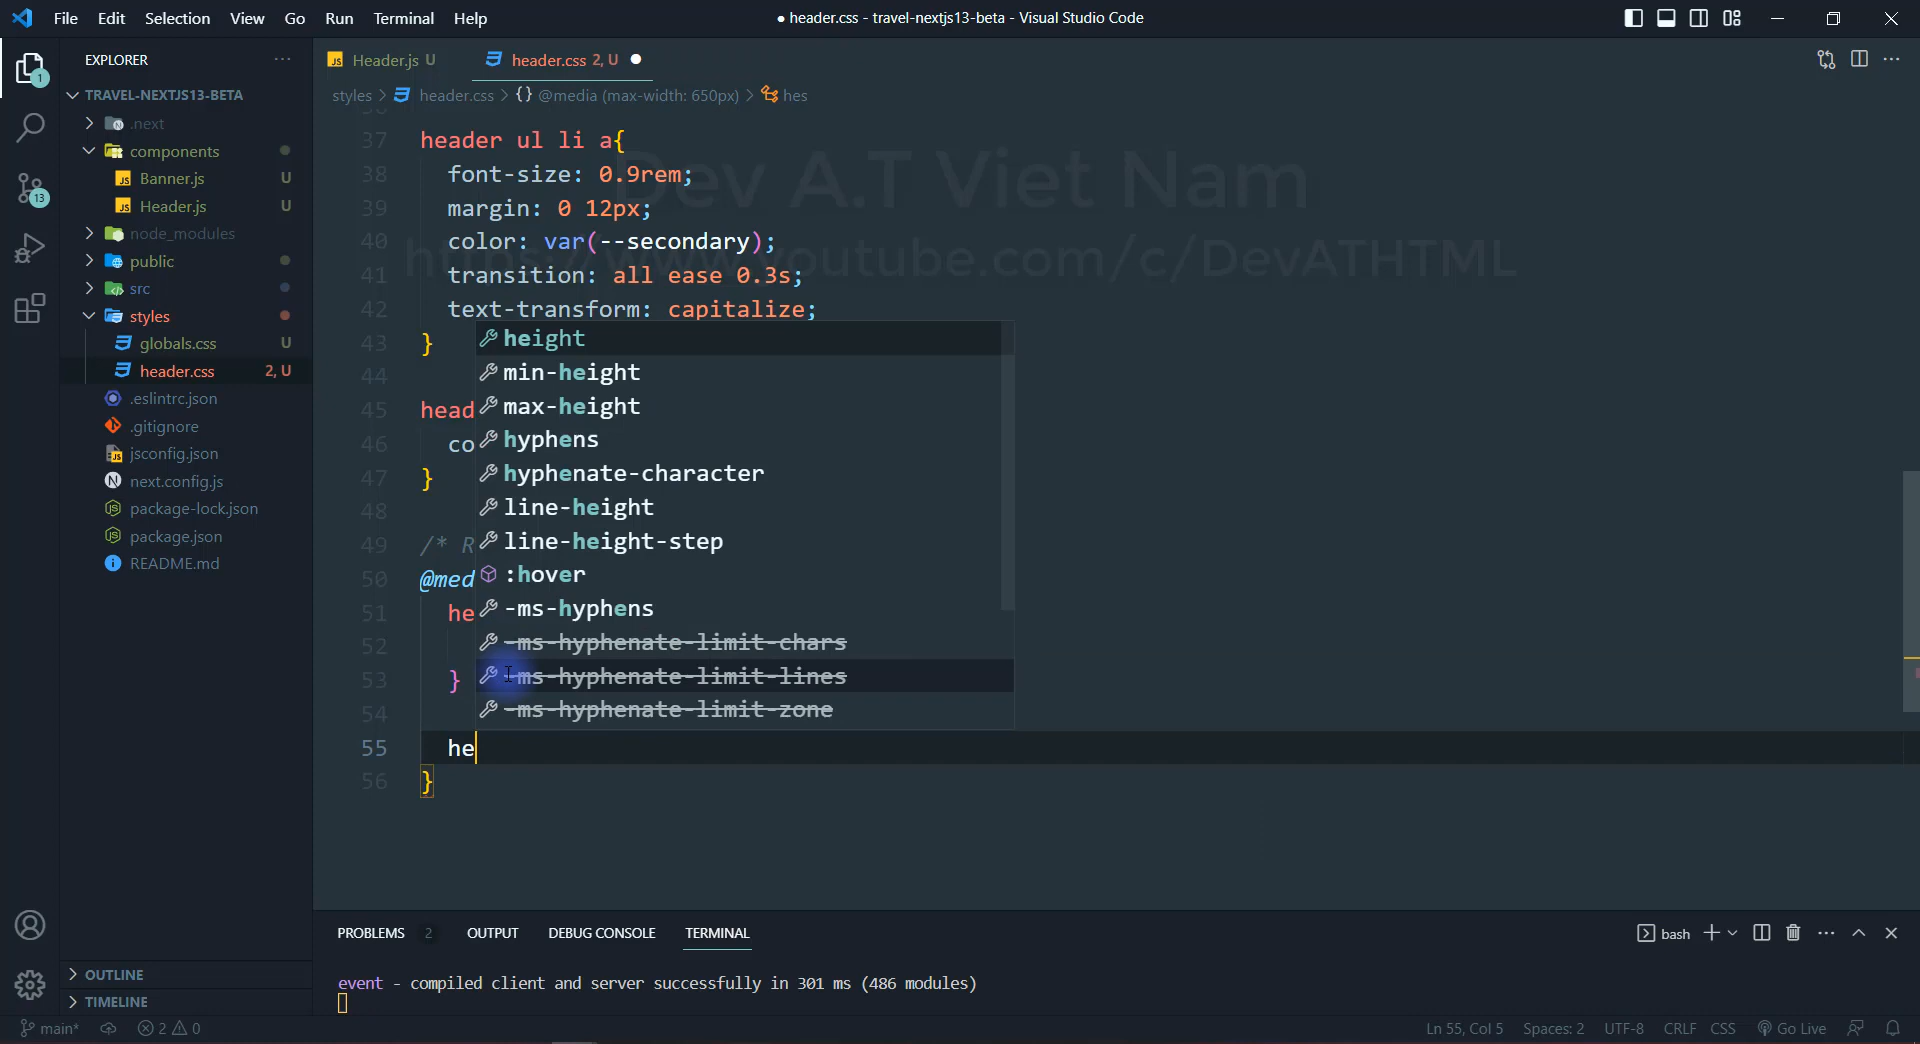 File Edit Selection View Go Run Terminal Help
● header.css - travel-nextjs13-beta - Visual Studio Code
EXPLORER
TRAVEL-NEXTJS13-BETA
.next
components
Banner.js U
Header.js U
node_modules
public
src
styles
globals.css U
header.css 2, U
.eslintrc.json
.gitignore
jsconfig.json
next.config.js
package-lock.json
package.json
README.md
OUTLINE
TIMELINE
1
13
Header.js U
header.css 2, U
styles > header.css > {} @media (max-width: 650px) > hes
Dev A.T Viet Nam
https://www.youtube.com/c/DevATHTML
37 header ul li a{
38 font-size: 0.9rem;
39 margin: 0 12px;
40 color: var(--secondary);
41 transition: all ease 0.3s;
42 text-transform: capitalize;
43 }
44
45 head
46 co
47 }
48
49 /* R
50 @med
51 he
52
53 }
54
55 he
56 }
height
min-height
max-height
hyphens
hyphenate-character
line-height
line-height-step
:hover
-ms-hyphens
-ms-hyphenate-limit-chars
-ms-hyphenate-limit-lines
-ms-hyphenate-limit-zone
PROBLEMS 2 OUTPUT DEBUG CONSOLE TERMINAL
bash
event - compiled client and server successfully in 301 ms (486 modules)
main* 2 0
Ln 55, Col 5 Spaces: 2 UTF-8 CRLF CSS Go Live